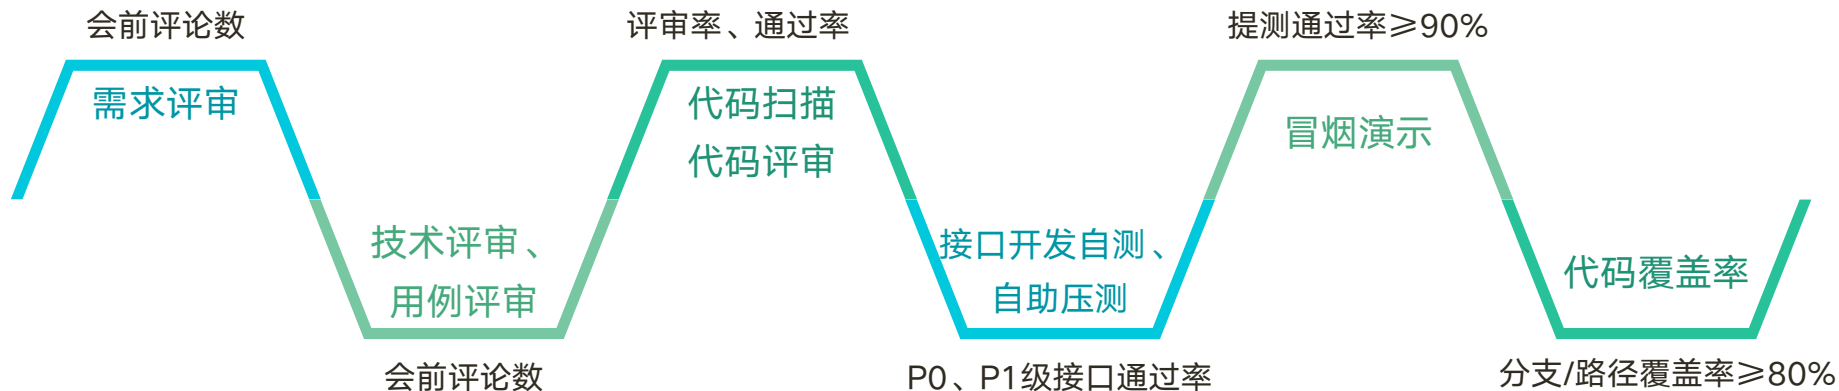 会前评论数
需求评审
技术评审、
用例评审
会前评论数
评审率、通过率
代码扫描
代码评审
接口开发自测、
自助压测
P0、P1级接口通过率
提测通过率≥90%
冒烟演示
代码覆盖率
分支/路径覆盖率≥80%